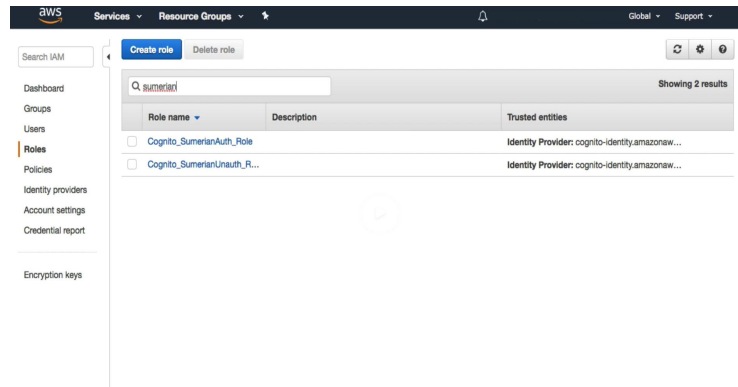 aws
Services Resource Groups Global Support
Search IAM
Create role Delete role
Dashboard
Groups
Users
Roles
Policies
Identity providers
Account settings
Credential report
Encryption keys
sumerian
Showing 2 results
Role name Description Trusted entities
Cognito_SumerianAuth_Role Identity Provider: cognito-identity.amazonaw...
Cognito_SumerianUnauth_R... Identity Provider: cognito-identity.amazonaw...